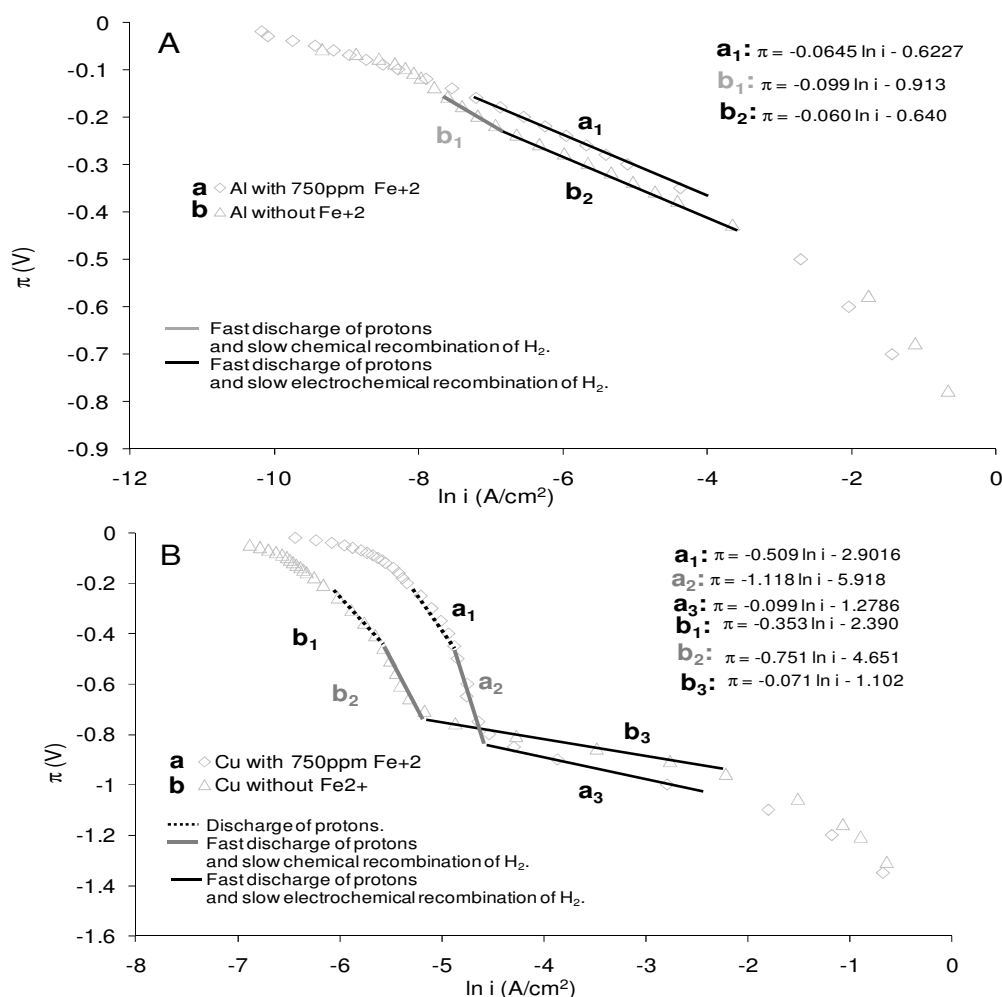 A
0
-0.1
-0.2
-0.3
-0.4
-0.5
-0.6
-0.7
-0.8
-0.9
π (V)
a1: π = -0.0645 ln i - 0.6227
b1: π = -0.099 ln i - 0.913
b2: π = -0.060 ln i - 0.640
a1
b1
b2
a Al with 750ppm Fe+2
b Al without Fe+2
Fast discharge of protons
and slow chemical recombination of H2.
Fast discharge of protons
and slow electrochemical recombination of H2.
-12 -10 -8 -6 -4 -2 0
ln i (A/cm²)
B
0
-0.2
-0.4
-0.6
-0.8
-1
-1.2
-1.4
-1.6
π (V)
a1: π = -0.509 ln i - 2.9016
a2: π = -1.118 ln i - 5.918
a3: π = -0.099 ln i - 1.2786
b1: π = -0.353 ln i - 2.390
b2: π = -0.751 ln i - 4.651
b3: π = -0.071 ln i - 1.102
a1
b1
a2
b2
b3
a3
a Cu with 750ppm Fe+2
b Cu without Fe2+
Discharge of protons.
Fast discharge of protons
and slow chemical recombination of H2.
Fast discharge of protons
and slow electrochemical recombination of H2.
-8 -7 -6 -5 -4 -3 -2 -1 0
ln i (A/cm²)